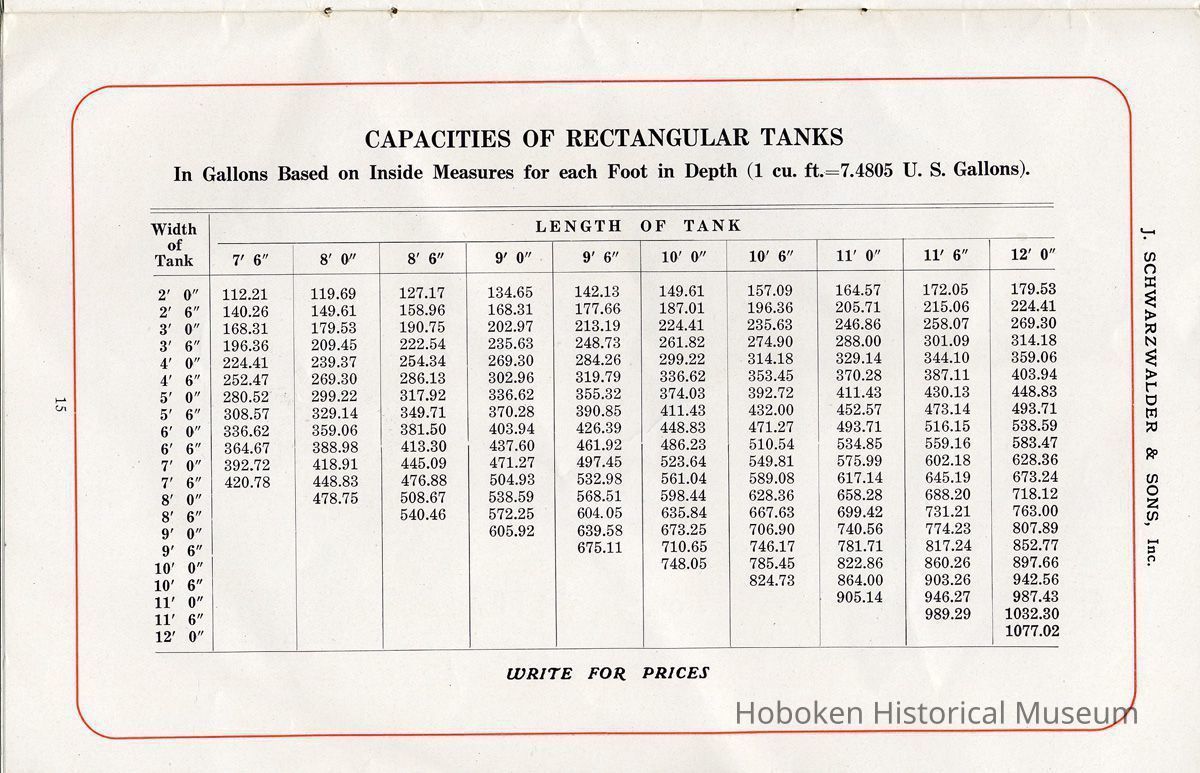 CAPACITIES OF RECTANGULAR TANKS
In Gallons Based on Inside Measures for each Foot in Depth (1 cu. ft.=7.4805 U. S. Gallons).
Width of Tank
LENGTH OF TANK
7′ 6″ 8′ 0″ 8′ 6″ 9′ 0″ 9′ 6″ 10′ 0″ 10′ 6″ 11′ 0″ 11′ 6″ 12′ 0″
2′ 0″ 112.21 119.69 127.17 134.65 142.13 149.61 157.09 164.57 172.05 179.53
2′ 6″ 140.26 149.61 158.96 168.31 177.66 187.01 196.36 205.71 215.06 224.41
3′ 0″ 168.31 179.53 190.75 202.97 213.19 224.41 235.63 246.86 258.07 269.30
3′ 6″ 196.36 209.45 222.54 235.63 248.73 261.82 274.90 288.00 301.09 314.18
4′ 0″ 224.41 239.37 254.34 269.30 284.26 299.22 314.18 329.14 344.10 359.06
4′ 6″ 252.47 269.30 286.13 302.96 319.79 336.62 353.45 370.28 387.11 403.94
5′ 0″ 280.52 299.22 317.92 336.62 355.32 374.03 392.72 411.43 430.13 448.83
5′ 6″ 308.57 329.14 349.71 370.28 390.85 411.43 432.00 452.57 473.14 493.71
6′ 0″ 336.62 359.06 381.50 403.94 426.39 448.83 471.27 493.71 516.15 538.59
6′ 6″ 364.67 388.98 413.30 437.60 461.92 486.23 510.54 534.85 559.16 583.47
7′ 0″ 392.72 418.91 445.09 471.27 497.45 523.64 549.81 575.99 602.18 628.36
7′ 6″ 420.78 448.83 476.88 504.93 532.98 561.04 589.08 617.14 645.19 673.24
8′ 0″ 478.75 508.67 538.59 568.51 598.44 628.36 658.28 688.20 718.12
8′ 6″ 540.46 572.25 604.05 635.84 667.63 699.42 731.21 763.00
9′ 0″ 605.92 639.58 673.25 706.90 740.56 774.23 807.89
9′ 6″ 675.11 710.65 746.17 781.71 817.24 852.77
10′ 0″ 748.05 785.45 822.86 860.26 897.66
10′ 6″ 824.73 864.00 903.26 942.56
11′ 0″ 905.14 946.27 987.43
11′ 6″ 989.29 1032.30
12′ 0″ 1077.02
WRITE FOR PRICES
15
J. SCHWARZWALDER & SONS, Inc.
Hoboken Historical Museum